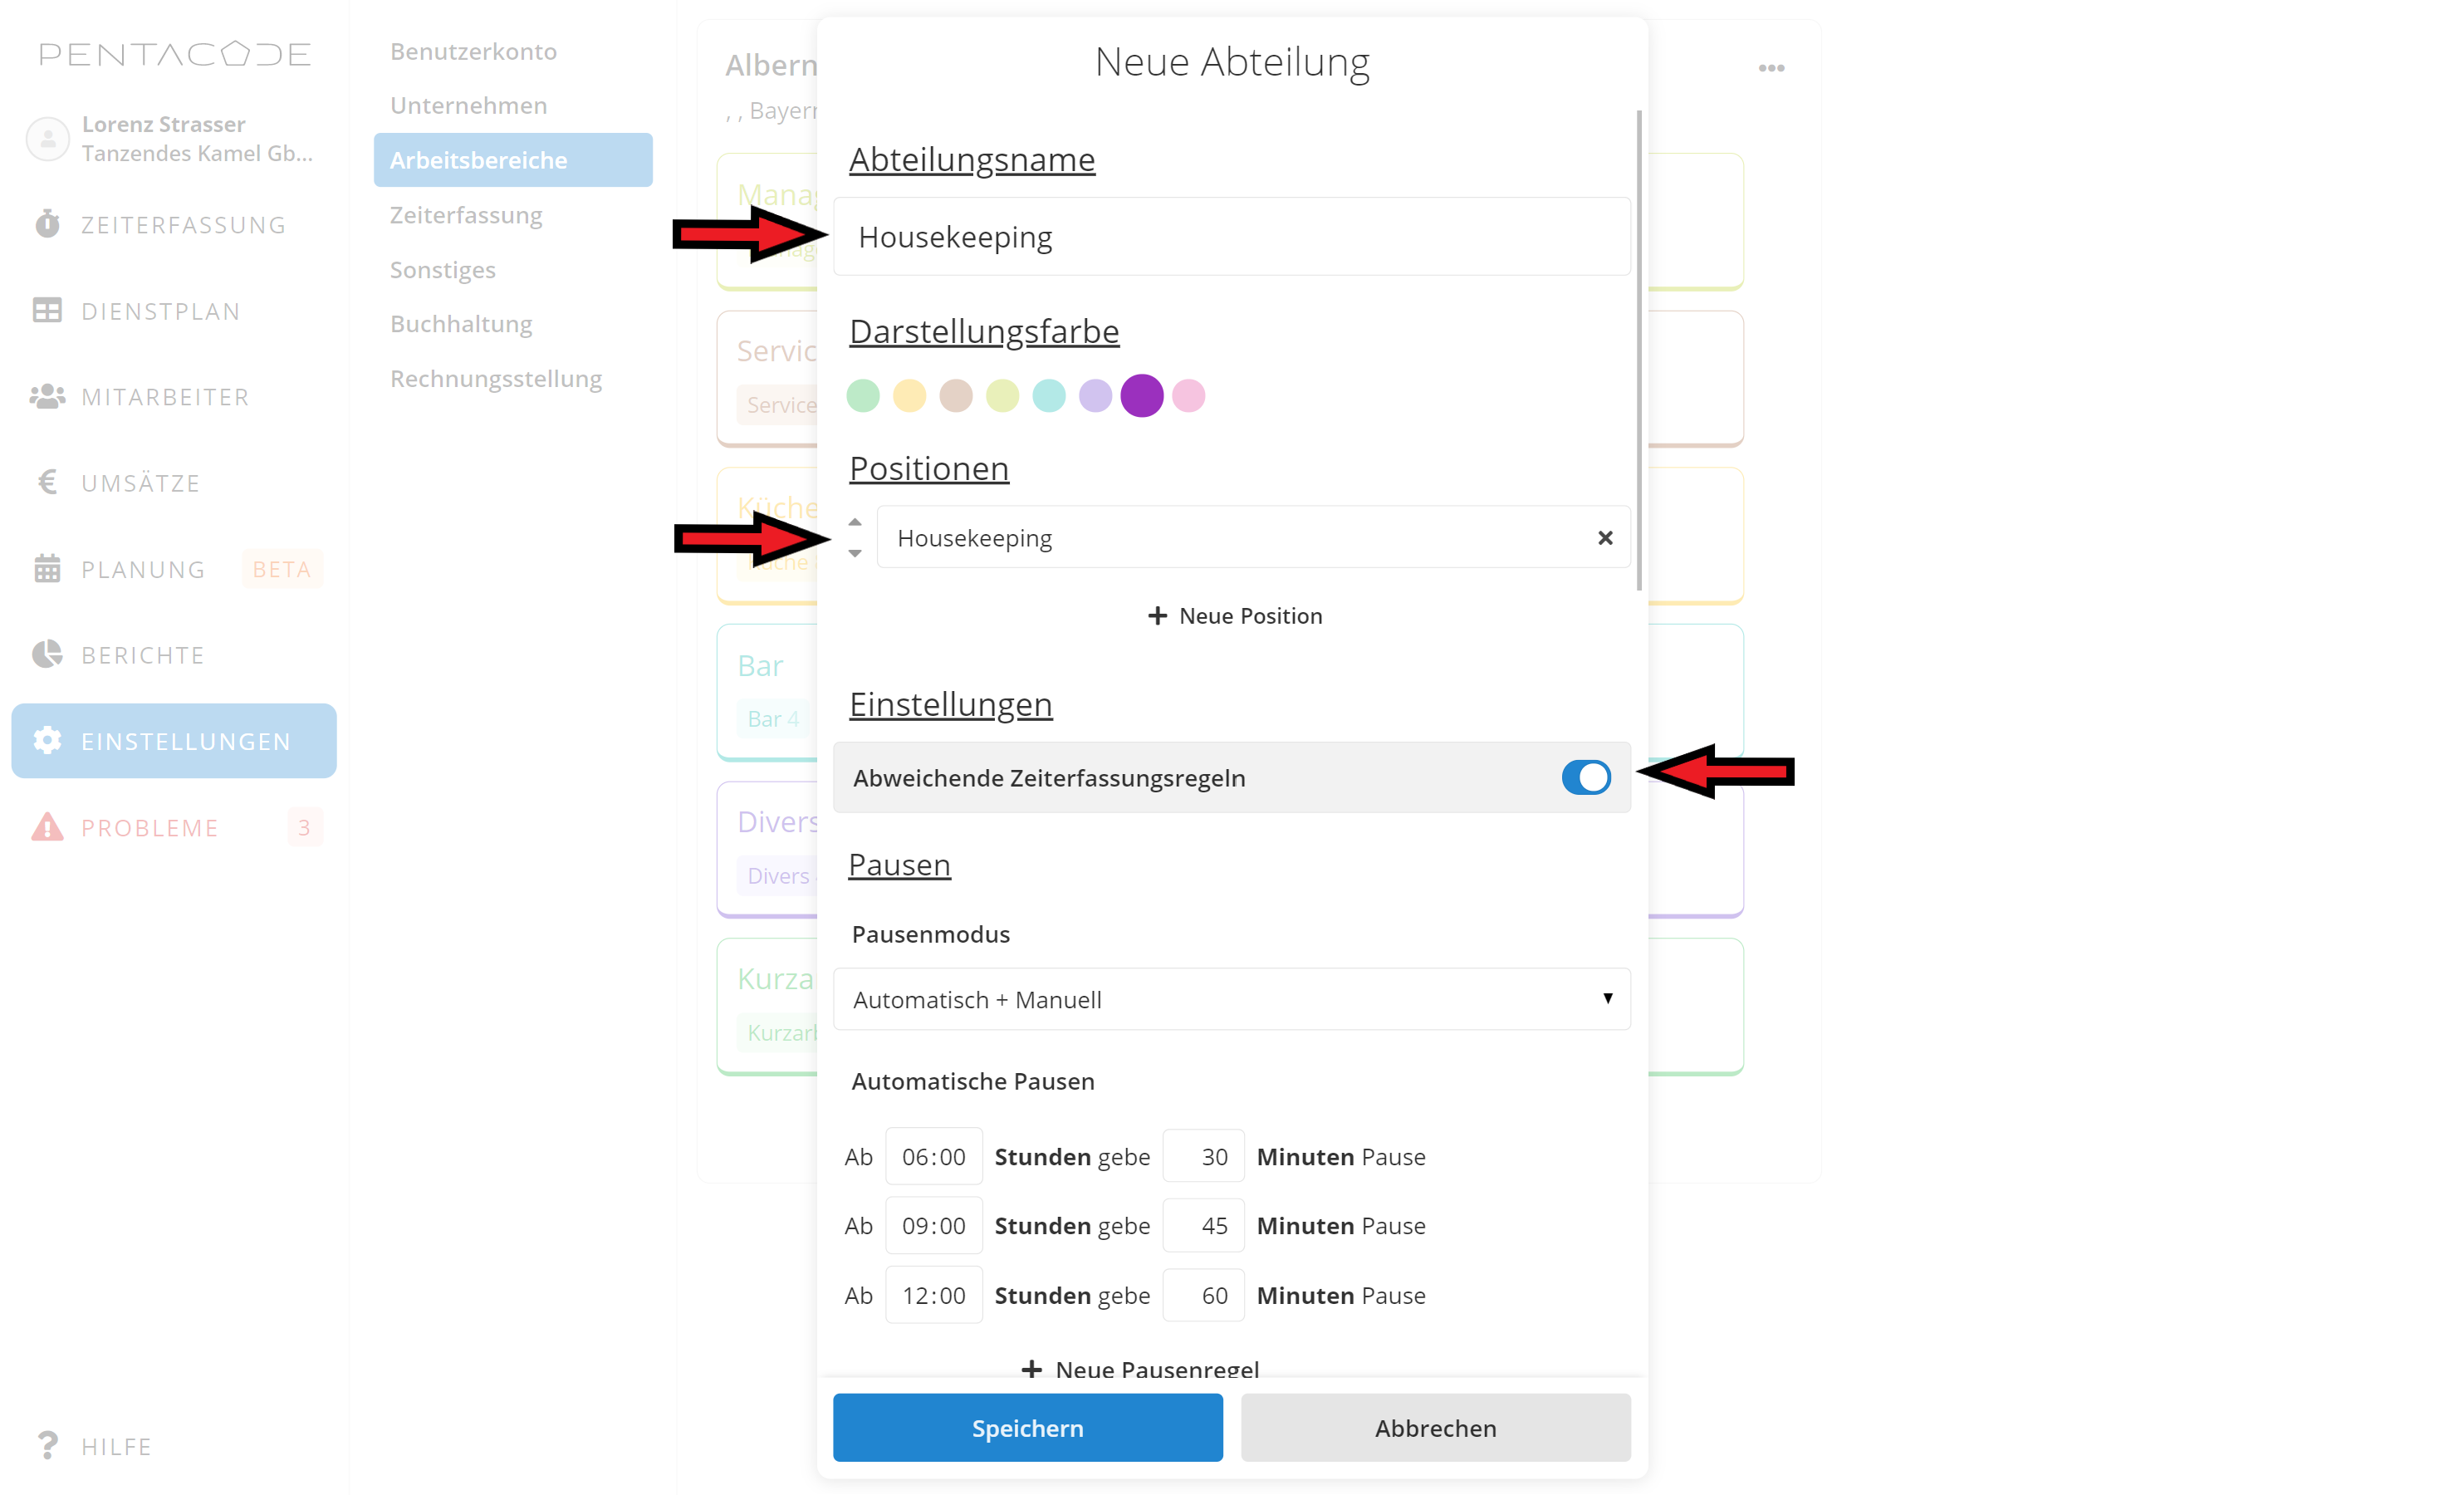 PENTACODE
Lorenz Strasser
Tanzendes Kamel Gb...
ZEITERFASSUNG
DIENSTPLAN
MITARBEITER
UMSÄTZE
PLANUNG BETA
BERICHTE
EINSTELLUNGEN
PROBLEME 3
HILFE
Benutzerkonto
Unternehmen
Arbeitsbereiche
Zeiterfassung
Sonstiges
Buchhaltung
Rechnungsstellung
Albern
, , Bayern
Manag
Servic
Service
Küche
Bar
Bar 4
Divers
Divers
Kurza
Kurzarb
Neue Abteilung
Abteilungsname
Housekeeping
Darstellungsfarbe
Positionen
Housekeeping
+ Neue Position
Einstellungen
Abweichende Zeiterfassungsregeln
Pausen
Pausenmodus
Automatisch + Manuell
Automatische Pausen
Ab 06:00 Stunden gebe 30 Minuten Pause
Ab 09:00 Stunden gebe 45 Minuten Pause
Ab 12:00 Stunden gebe 60 Minuten Pause
+ Neue Pausenregel
Speichern
Abbrechen